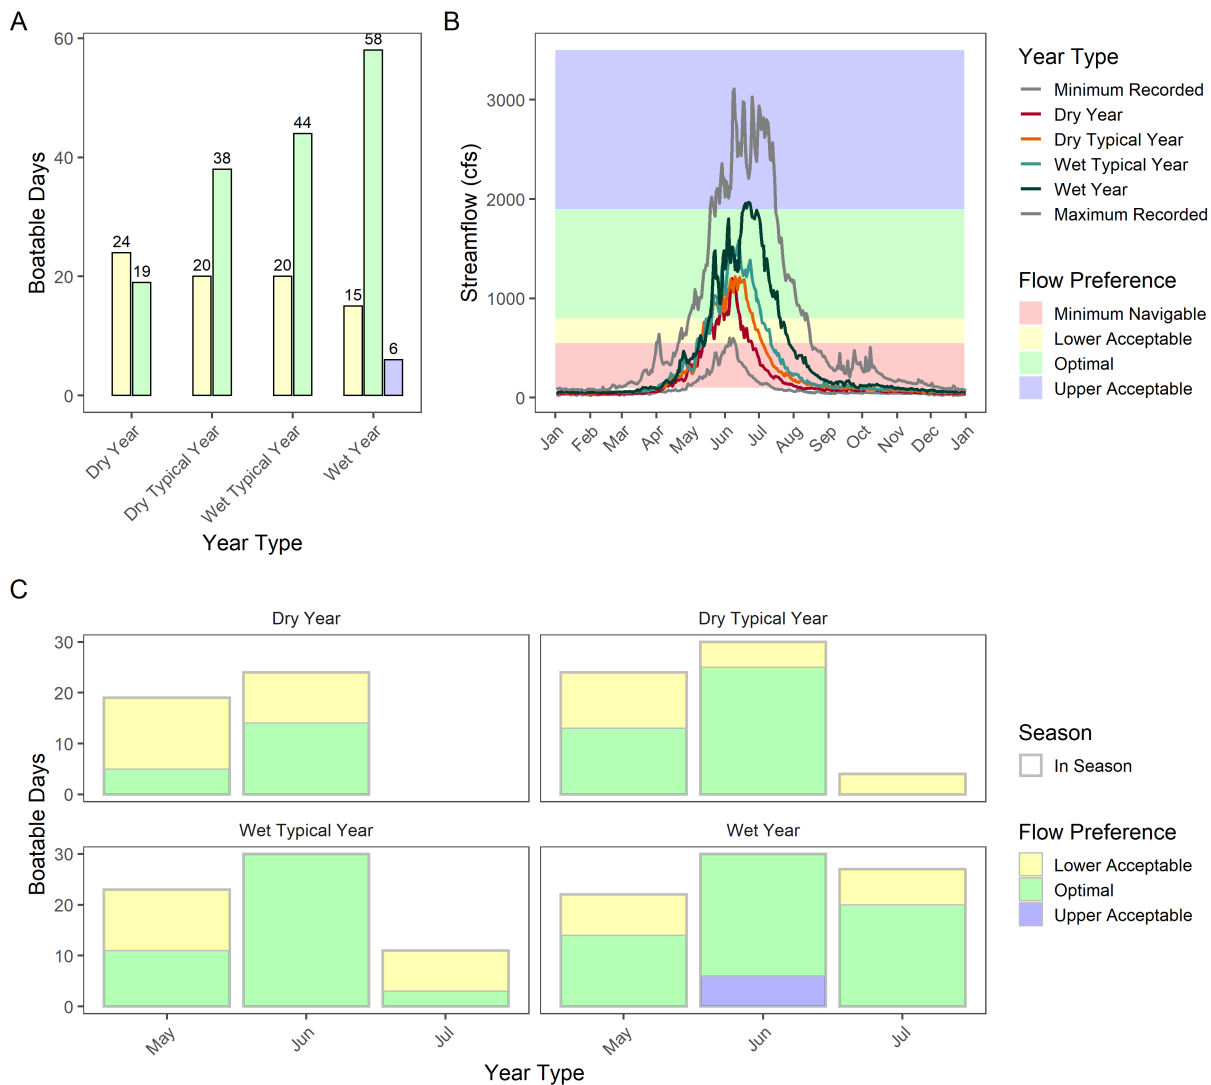 A
B
60
40
20
0
Boatable Days
24
19
20
38
20
44
15
58
6
Dry Year
Dry Typical Year
Wet Typical Year
Wet Year
Year Type
3000
2000
1000
0
Streamflow (cfs)
Jan
Feb
Mar
Apr
May
Jun
Jul
Aug
Sep
Oct
Nov
Dec
Jan
Year Type
Minimum Recorded
Dry Year
Dry Typical Year
Wet Typical Year
Wet Year
Maximum Recorded
Flow Preference
Minimum Navigable
Lower Acceptable
Optimal
Upper Acceptable
C
Dry Year
Dry Typical Year
30
20
10
0
Wet Typical Year
Wet Year
30
20
10
0
Boatable Days
May
Jun
Jul
May
Jun
Jul
Year Type
Season
In Season
Flow Preference
Lower Acceptable
Optimal
Upper Acceptable